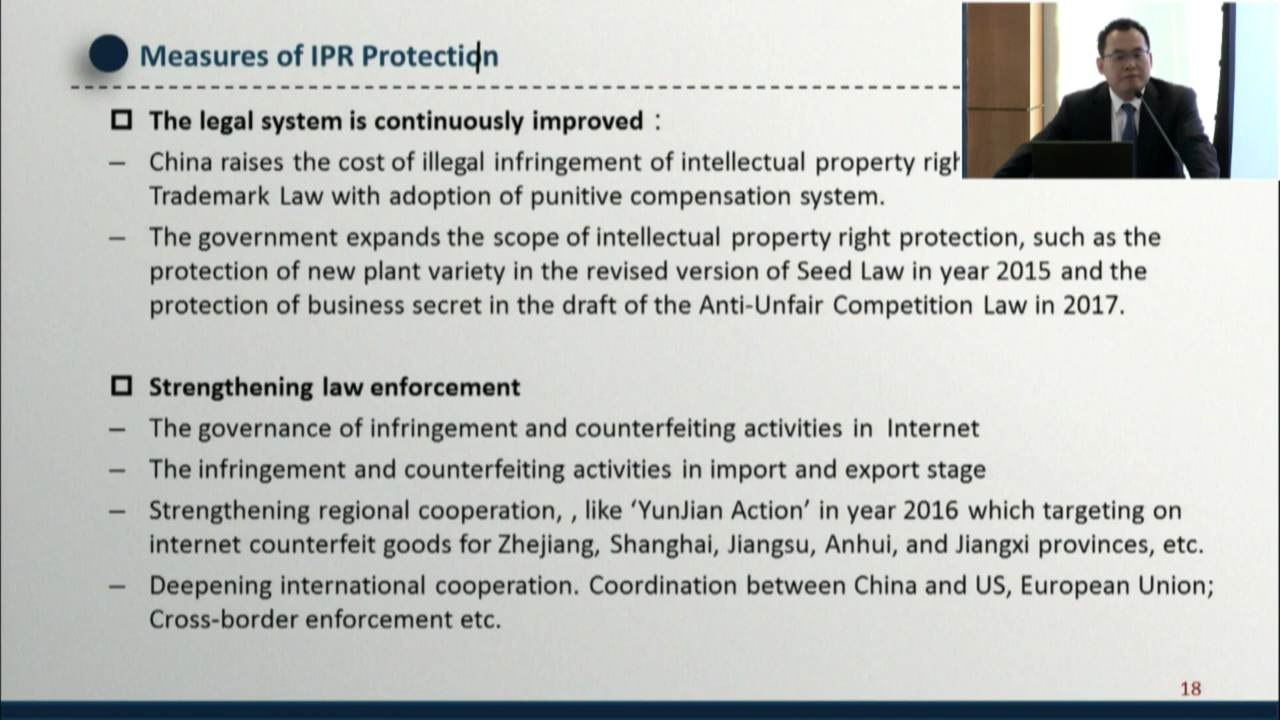 Measures of IPR Protection
The legal system is continuously improved：
– China raises the cost of illegal infringement of intellectual property
Trademark Law with adoption of punitive compensation system.
– The government expands the scope of intellectual property right protection, such as the
protection of new plant variety in the revised version of Seed Law in year 2015 and the
protection of business secret in the draft of the Anti-Unfair Competition Law in 2017.
Strengthening law enforcement
– The governance of infringement and counterfeiting activities in Internet
– The infringement and counterfeiting activities in import and export stage
– Strengthening regional cooperation, , like ‘YunJian Action’ in year 2016 which targeting on
internet counterfeit goods for Zhejiang, Shanghai, Jiangsu, Anhui, and Jiangxi provinces, etc.
– Deepening international cooperation. Coordination between China and US, European Union;
Cross-border enforcement etc.
18